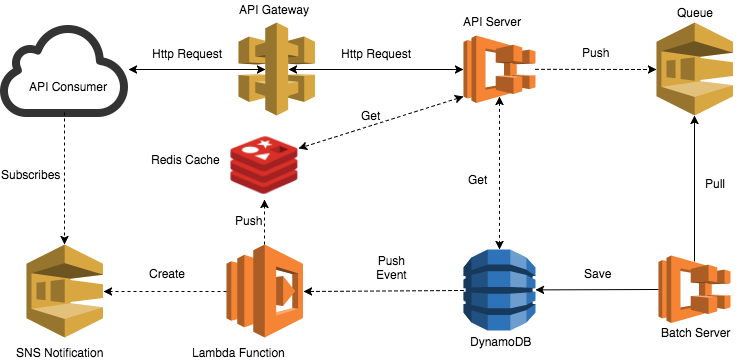 API Gateway
API Server
Queue
Http Request
Http Request
Push
API Consumer
Get
Redis Cache
Subscribes
Get
Pull
Push
Push
Event
Create
Save
SNS Notification
Lambda Function
DynamoDB
Batch Server